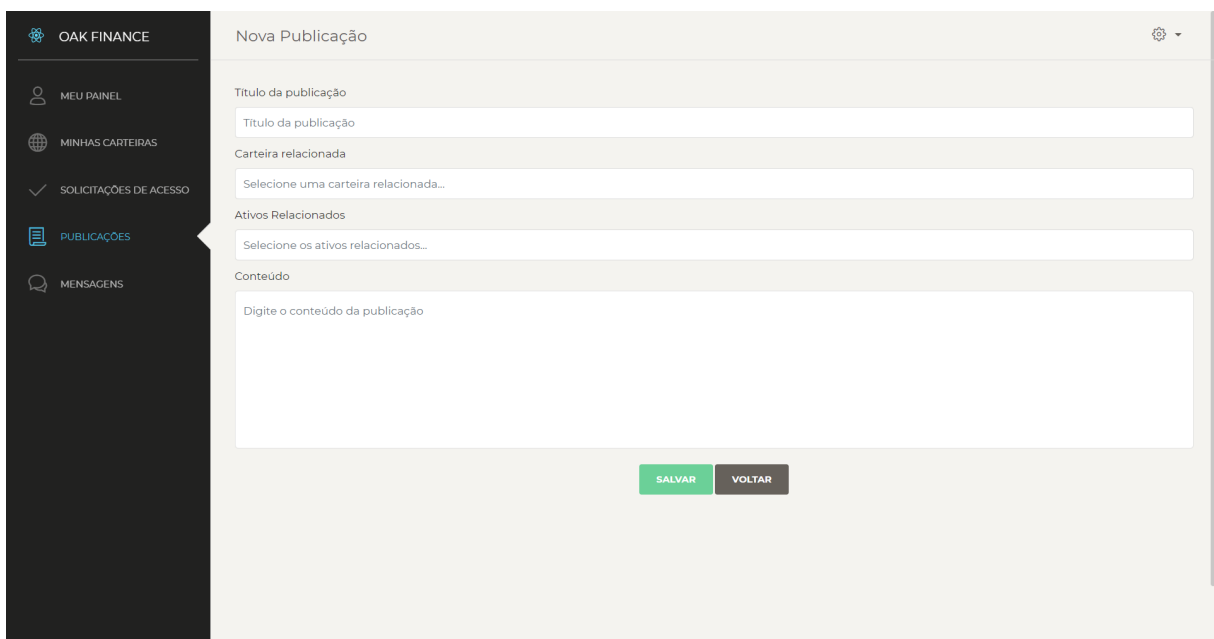 OAK FINANCE
MEU PAINEL
MINHAS CARTEIRAS
SOLICITAÇÕES DE ACESSO
PUBLICAÇÕES
MENSAGENS
Nova Publicação
Título da publicação
Título da publicação
Carteira relacionada
Selecione uma carteira relacionada...
Ativos Relacionados
Selecione os ativos relacionados...
Conteúdo
Digite o conteúdo da publicação
SALVAR VOLTAR